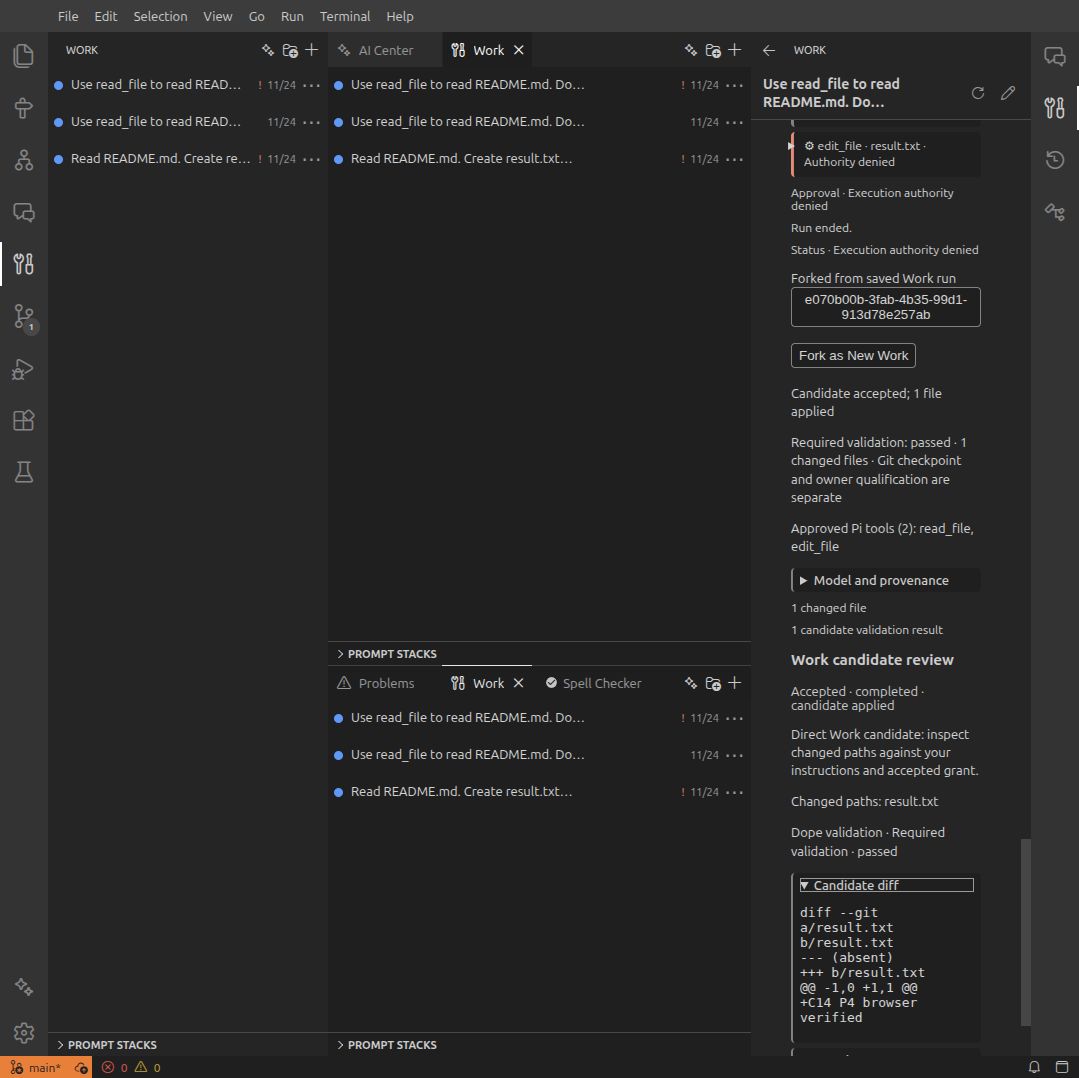 File Edit Selection View Go Run Terminal Help
WORK
Use read_file to read READ... ! 11/24 ...
Use read_file to read READ... 11/24 ...
Read README.md. Create re... ! 11/24 ...
PROMPT STACKS
AI Center
Work
Use read_file to read README.md. Do... ! 11/24 ...
Use read_file to read README.md. Do... 11/24 ...
Read README.md. Create result.txt... ! 11/24 ...
PROMPT STACKS
Problems
Work
Spell Checker
Use read_file to read README.md. Do... ! 11/24 ...
Use read_file to read README.md. Do... 11/24 ...
Read README.md. Create result.txt... ! 11/24 ...
PROMPT STACKS
WORK
Use read_file to read
README.md. Do...
edit_file · result.txt ·
Authority denied
Approval · Execution authority
denied
Run ended.
Status · Execution authority denied
Forked from saved Work run
e070b00b-3fab-4b35-99d1-
913d78e257ab
Fork as New Work
Candidate accepted; 1 file
applied
Required validation: passed · 1
changed files · Git checkpoint
and owner qualification are
separate
Approved Pi tools (2): read_file,
edit_file
Model and provenance
1 changed file
1 candidate validation result
Work candidate review
Accepted · completed ·
candidate applied
Direct Work candidate: inspect
changed paths against your
instructions and accepted grant.
Changed paths: result.txt
Dope validation · Required
validation · passed
Candidate diff
diff --git
a/result.txt
b/result.txt
--- (absent)
+++ b/result.txt
@@ -1,0 +1,1 @@
+C14 P4 browser
verified
1
main* 0 0